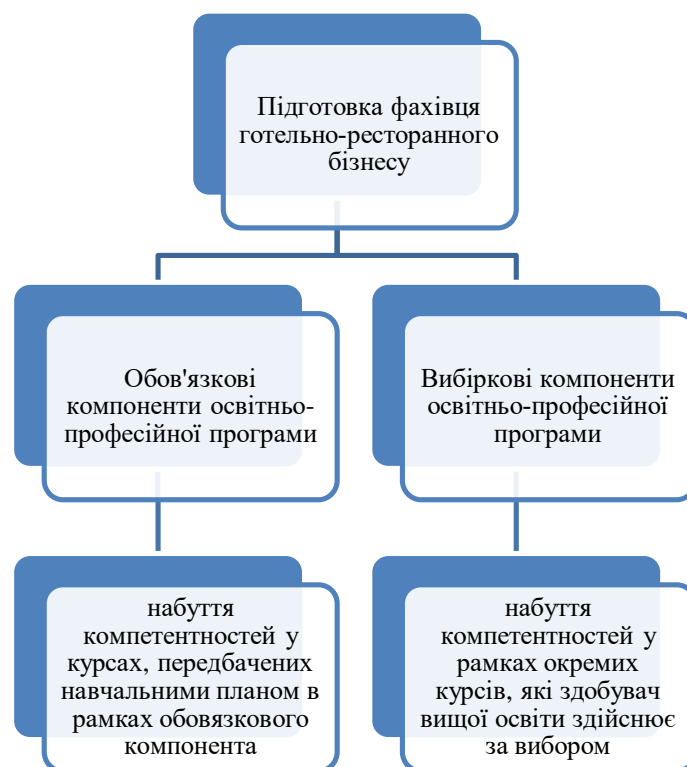 Підготовка фахівця
готельно-ресторанного
бізнесу
Обов'язкові
компоненти освітньо-
професійної програми
Вибіркові компоненти
освітньо-професійної
програми
набуття
компетентностей у
курсах, передбачених
навчальними планом в
рамках обовязкового
компонента
набуття
компетентностей у
рамках окремих
курсів, які здобувач
вищої освіти здійснює
за вибором